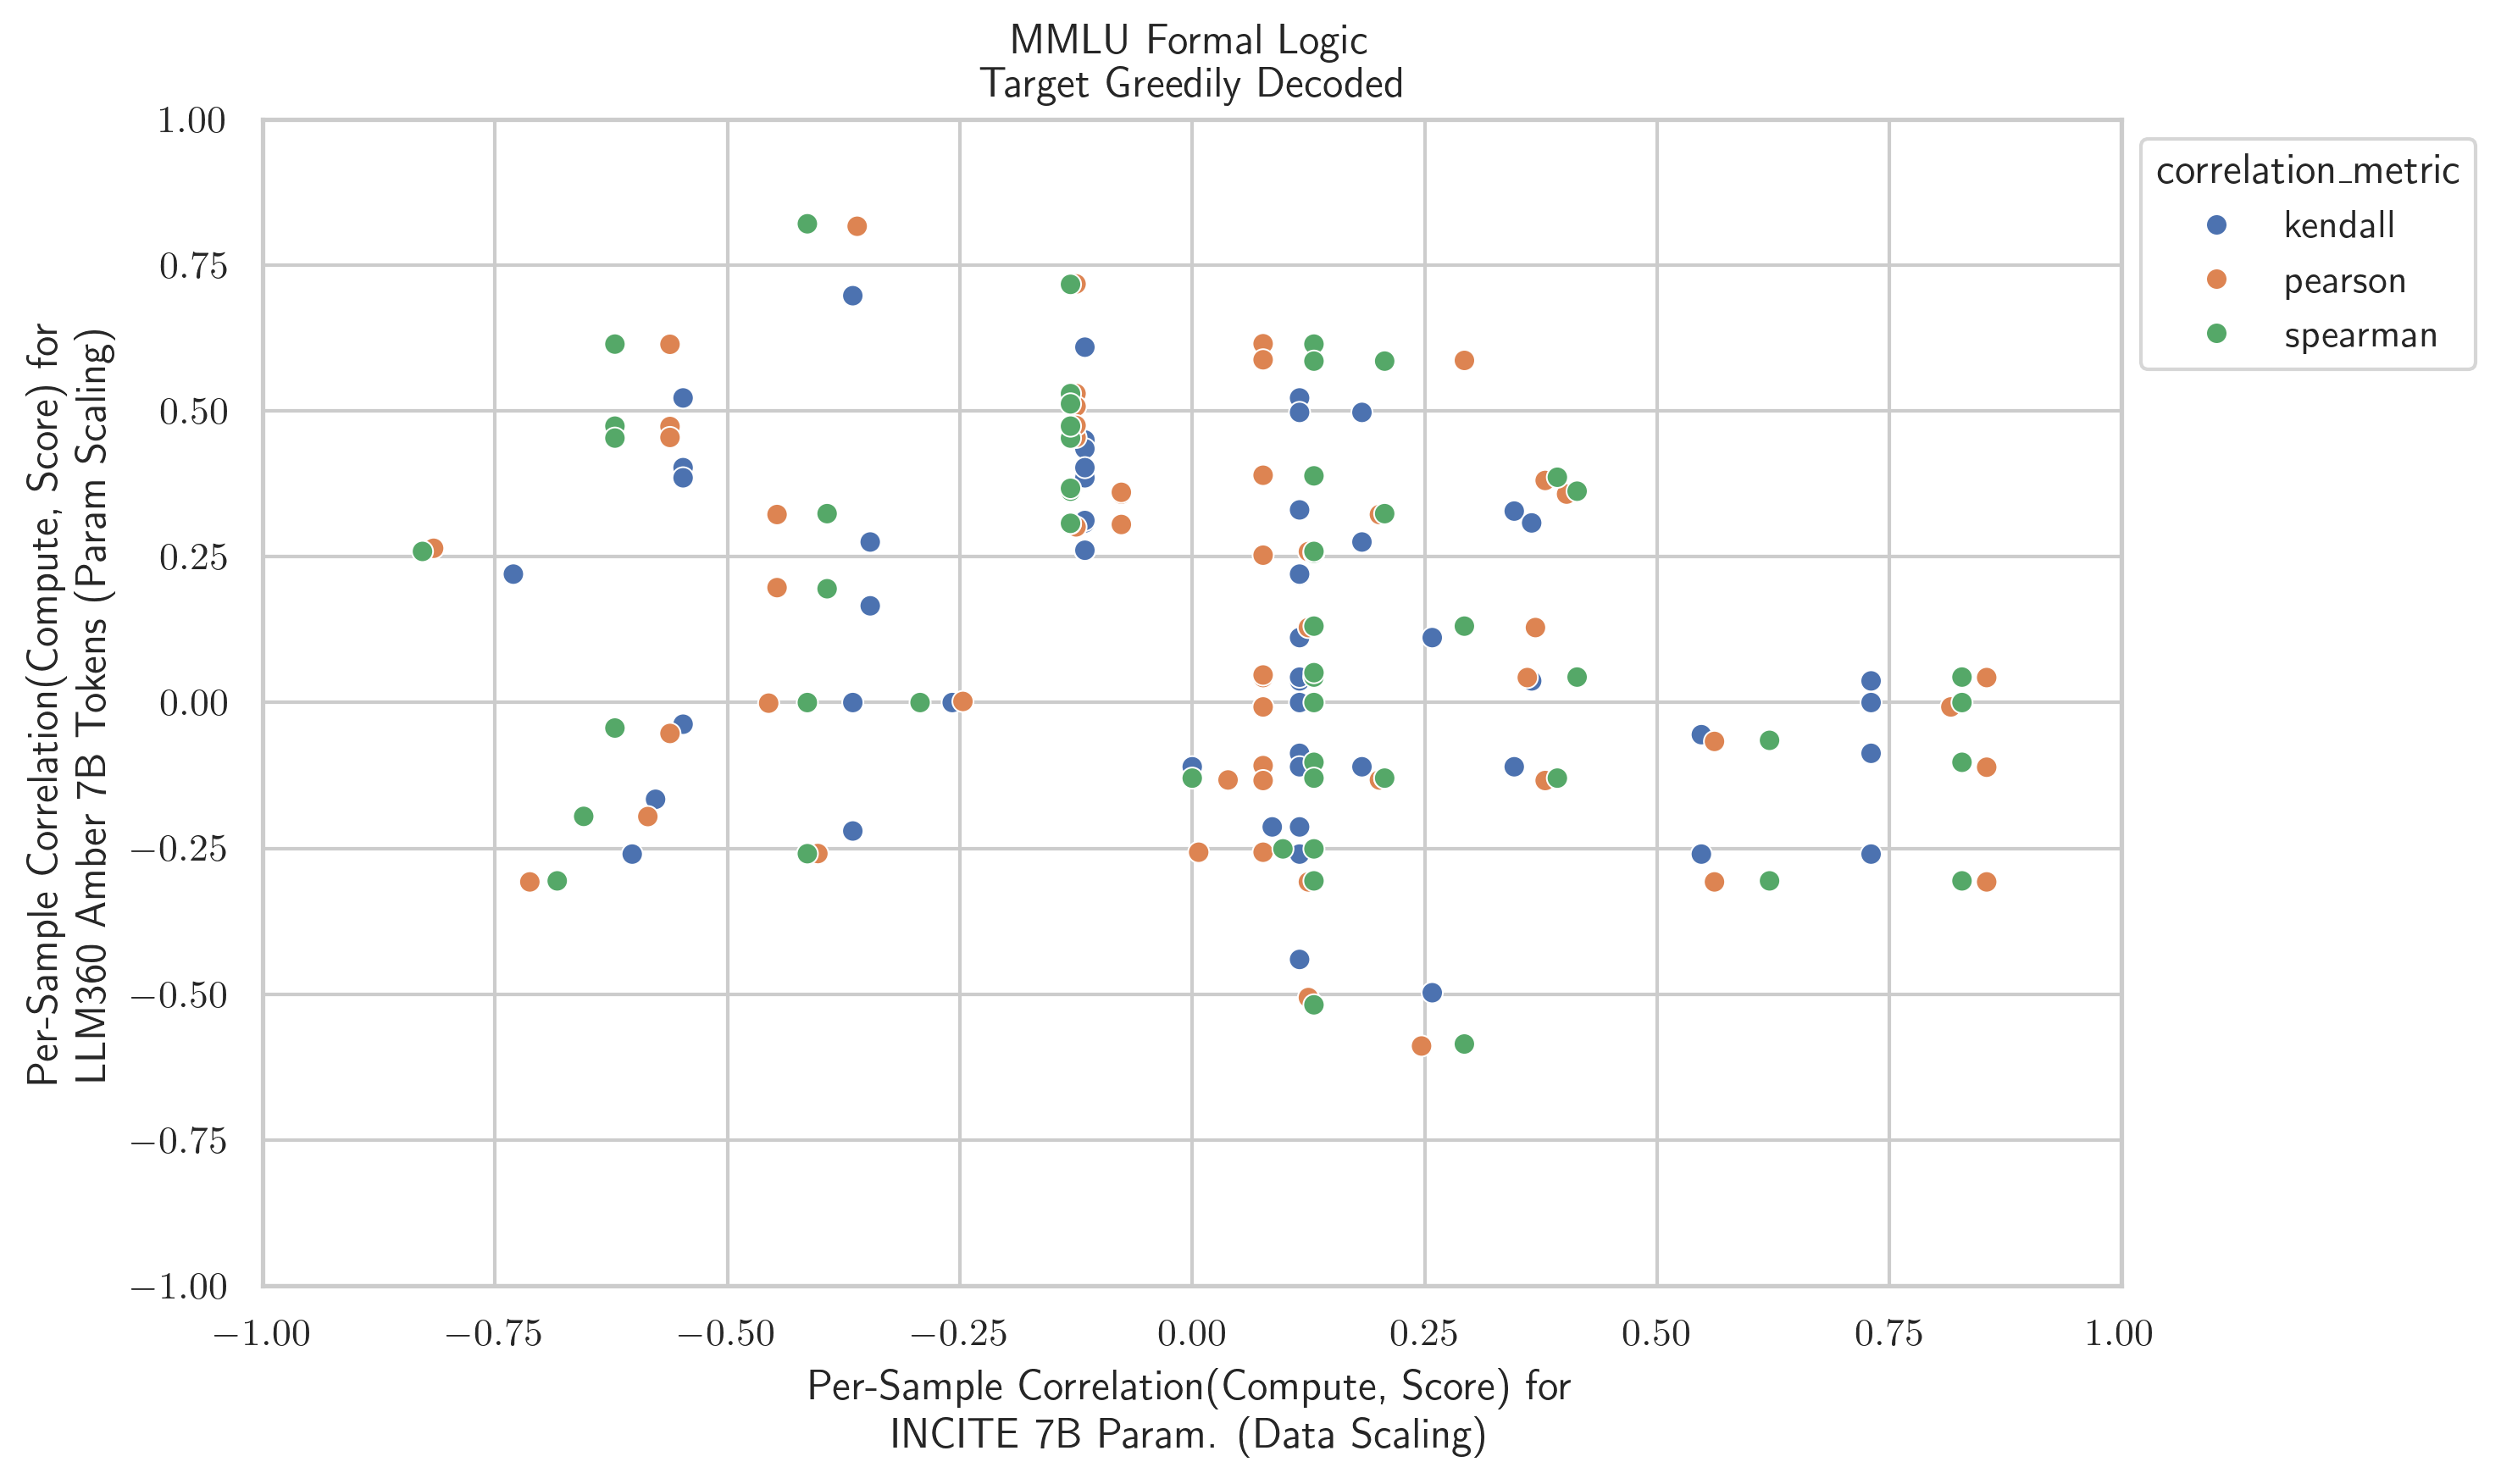 MMLU Formal Logic
Target Greedily Decoded
Per-Sample Correlation(Compute, Score) for
LLM360 Amber 7B Tokens (Param Scaling)
1.00
0.75
0.50
0.25
0.00
−0.25
−0.50
−0.75
−1.00
−1.00
−0.75
−0.50
−0.25
0.00
0.25
0.50
0.75
1.00
Per-Sample Correlation(Compute, Score) for
INCITE 7B Param. (Data Scaling)
correlation_metric
kendall
pearson
spearman